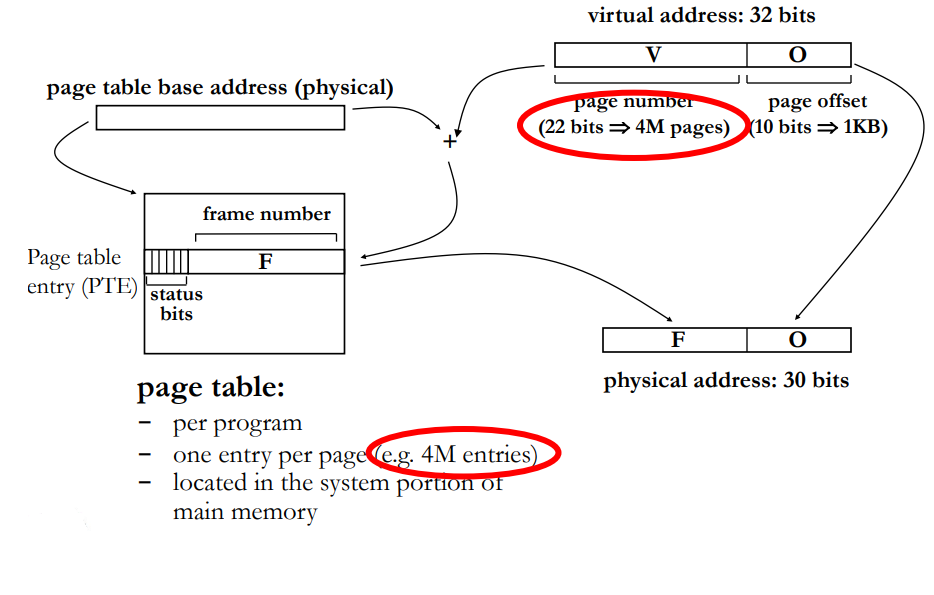 virtual address: 32 bits
V O
page table base address (physical)
page number
page offset
(22 bits ⇒ 4M pages)
(10 bits ⇒ 1KB)
+
frame number
Page table
entry (PTE)
F
status
bits
F O
physical address: 30 bits
page table:
– per program
– one entry per page (e.g. 4M entries)
– located in the system portion of
main memory